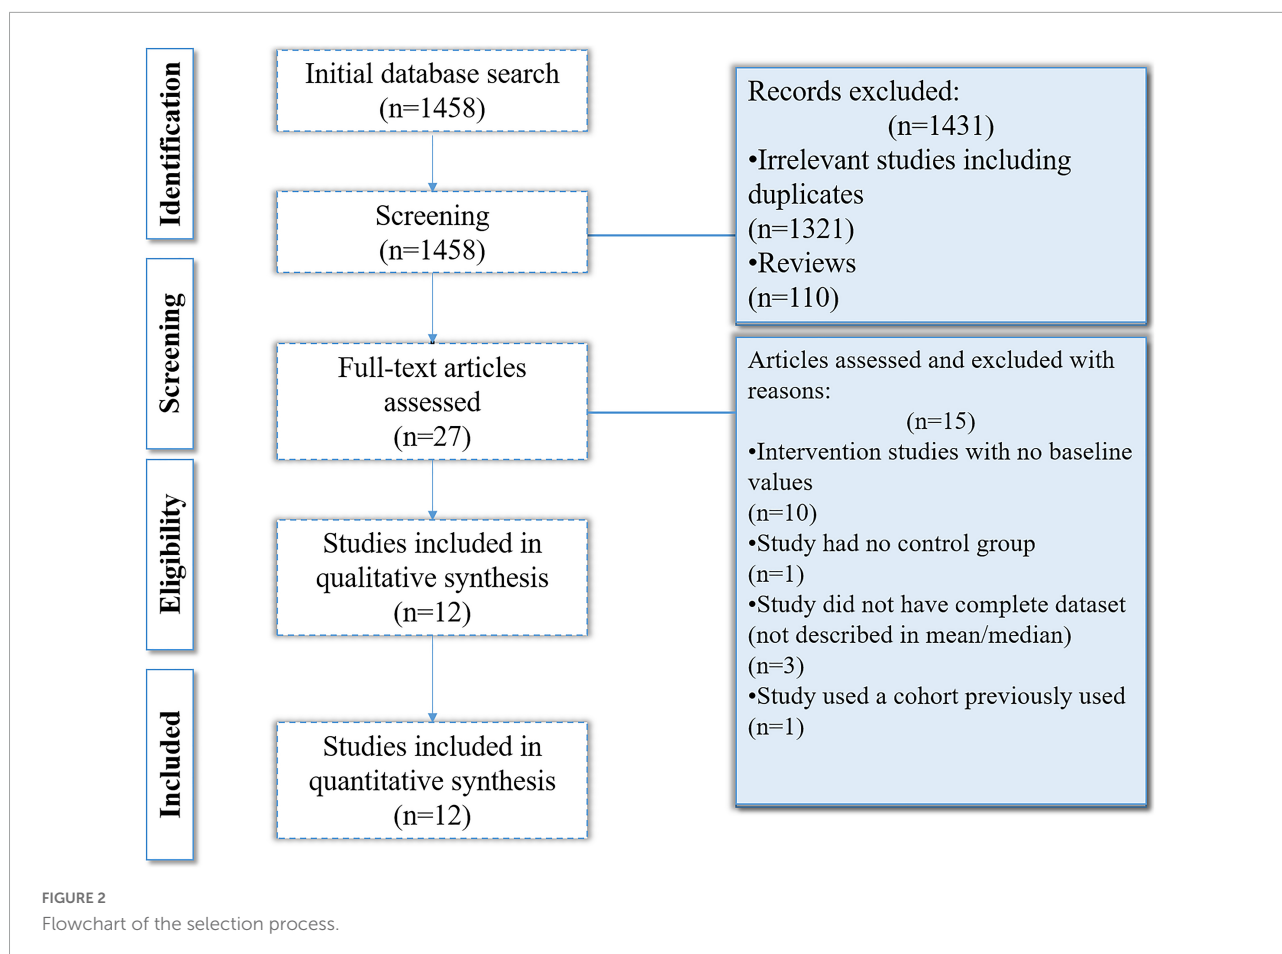 Identification
Initial database search
(n=1458)
Screening
(n=1458)
Records excluded:
(n=1431)
•Irrelevant studies including
duplicates
(n=1321)
•Reviews
(n=110)
Screening
Full-text articles
assessed
(n=27)
Articles assessed and excluded with
reasons:
(n=15)
•Intervention studies with no baseline
values
(n=10)
•Study had no control group
(n=1)
•Study did not have complete dataset
(not described in mean/median)
(n=3)
•Study used a cohort previously used
(n=1)
Eligibility
Studies included in
qualitative synthesis
(n=12)
Included
Studies included in
quantitative synthesis
(n=12)
FIGURE 2
Flowchart of the selection process.